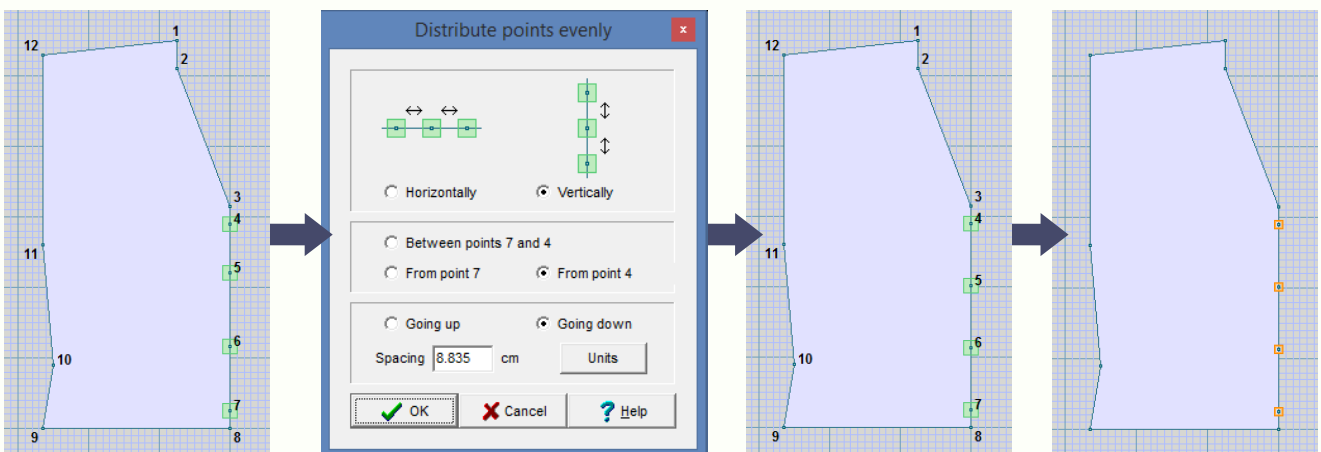 1
12
2
3
4
5
11
6
10
7
9
8
Distribute points evenly
x
Horizontally
Vertically
Between points 7 and 4
From point 7
From point 4
Going up
Going down
Spacing 8.835 cm
Units
OK
Cancel
? Help
1
12
2
3
4
11
5
6
10
7
9
8